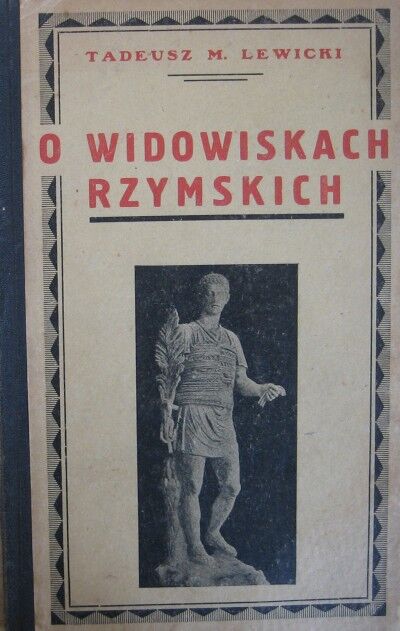 TADEUSZ M. LEWICKI
O WIDOWISKACH
RZYMSKICH